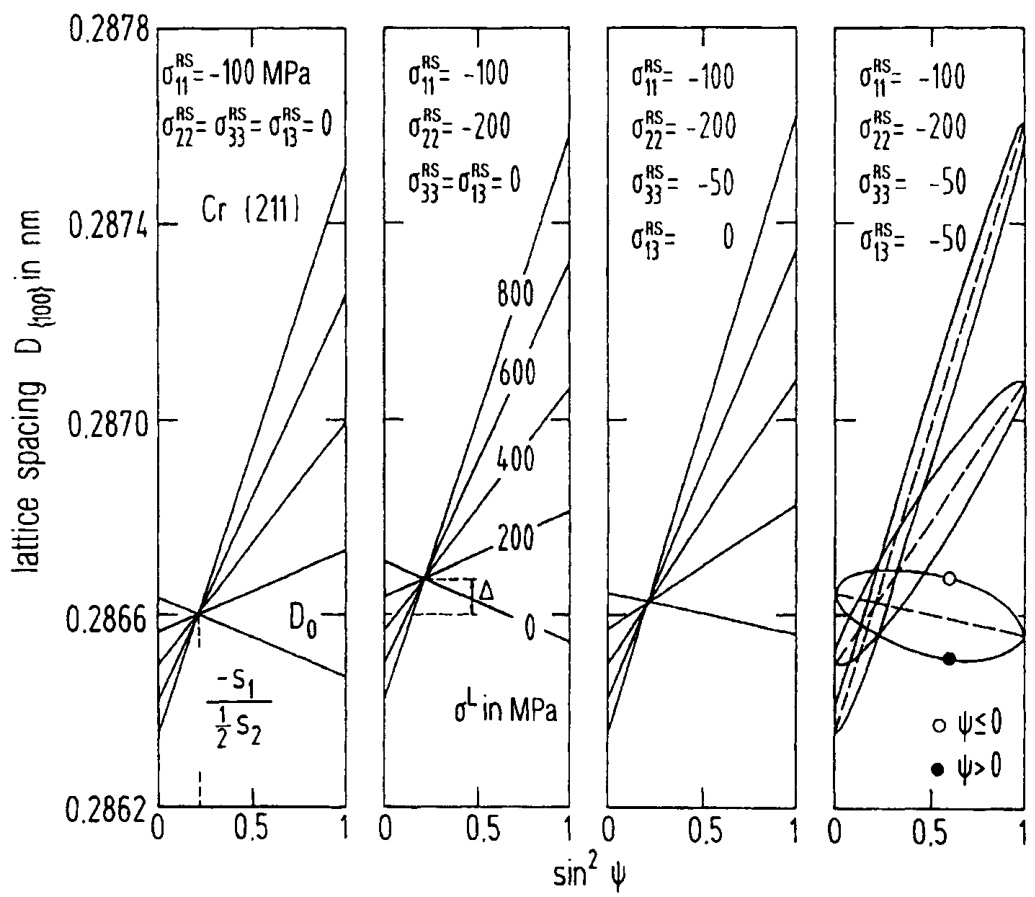 lattice spacing D{100} in nm
0.2878
0.2874
0.2870
0.2866
0.2862
σ₁₁ᴿˢ= -100 MPa
σ₂₂ᴿˢ= σ₃₃ᴿˢ= σ₁₃ᴿˢ= 0
Cr {211}
D₀
-S₁
½ S₂
0 0,5 1
σ₁₁ᴿˢ= -100
σ₂₂ᴿˢ= -200
σ₃₃ᴿˢ= σ₁₃ᴿˢ= 0
800
600
400
200
Δ
0
σᴸ in MPa
0 0,5 1
σ₁₁ᴿˢ= -100
σ₂₂ᴿˢ= -200
σ₃₃ᴿˢ= -50
σ₁₃ᴿˢ= 0
0 0,5 1
σ₁₁ᴿˢ= -100
σ₂₂ᴿˢ= -200
σ₃₃ᴿˢ= -50
σ₁₃ᴿˢ= -50
○ ψ≤0
● ψ>0
0 0,5 1
sin² ψ